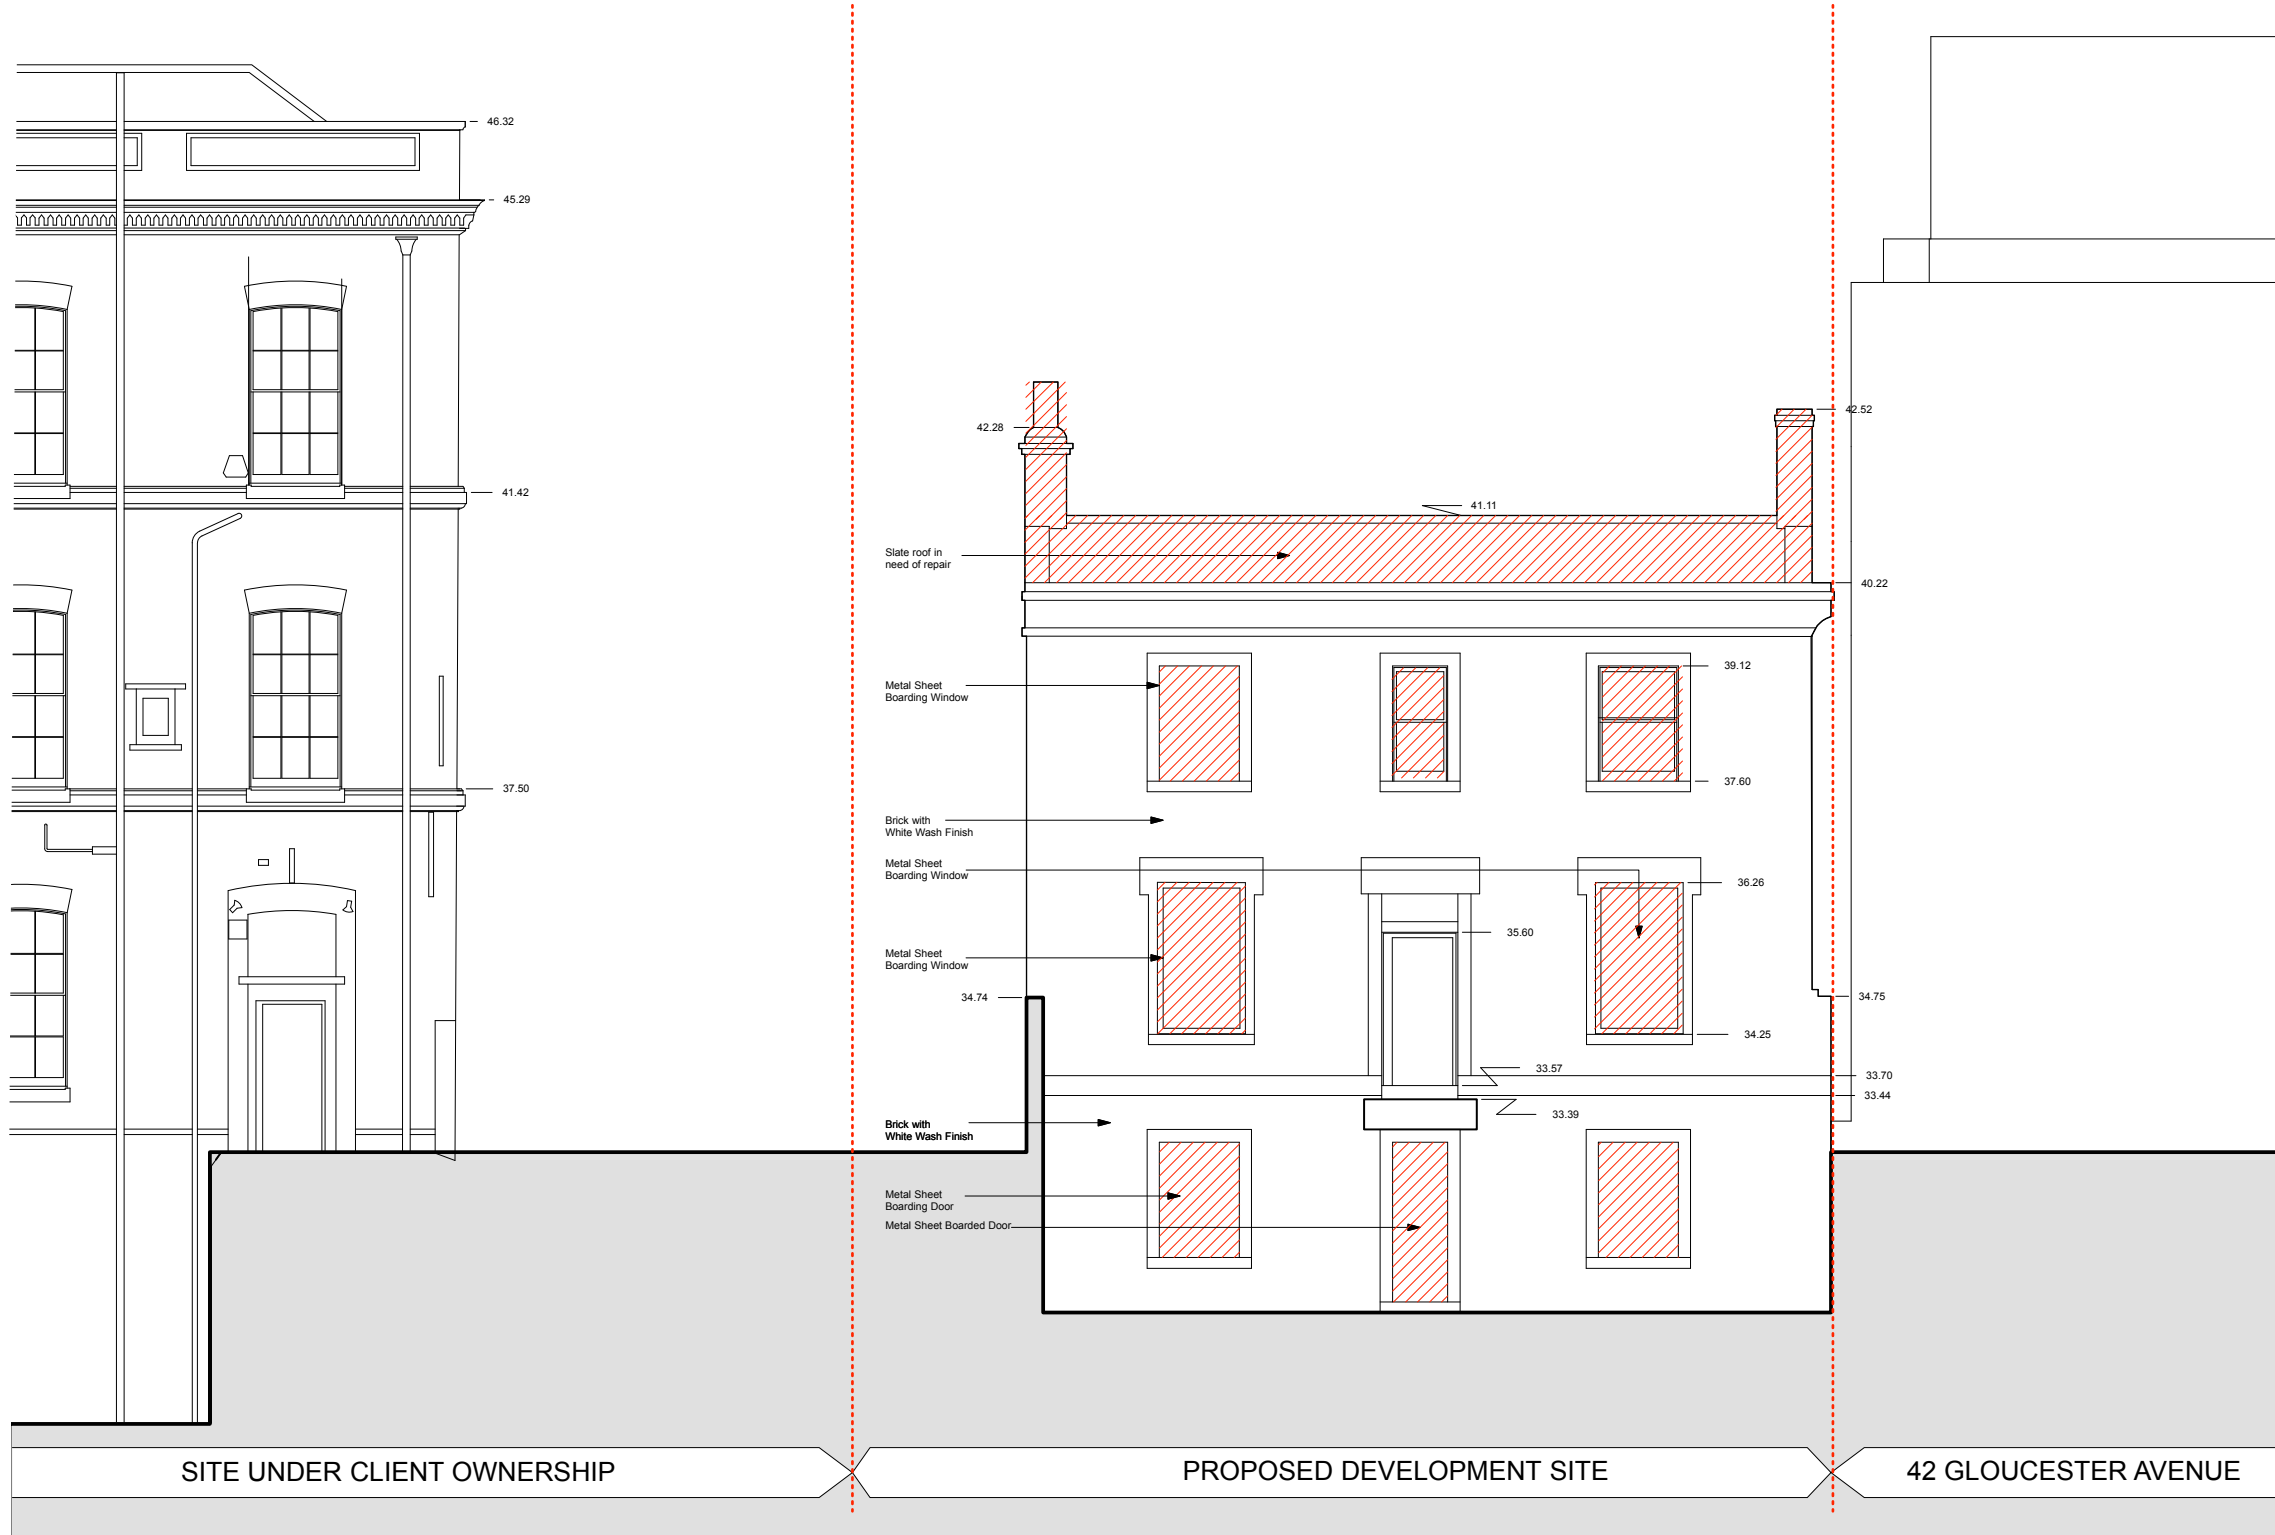 46.32
45.29
41.42
37.50
42.28
42.52
41.11
Slate roof in
need of repair
40.22
39.12
Metal Sheet
Boarding Window
37.60
Brick with
White Wash Finish
Metal Sheet
Boarding Window
36.26
35.60
Metal Sheet
Boarding Window
34.74
34.75
34.25
33.57
33.70
33.44
33.39
Brick with
White Wash Finish
Metal Sheet
Boarding Door
Metal Sheet Boarded Door
SITE UNDER CLIENT OWNERSHIP
PROPOSED DEVELOPMENT SITE
42 GLOUCESTER AVENUE